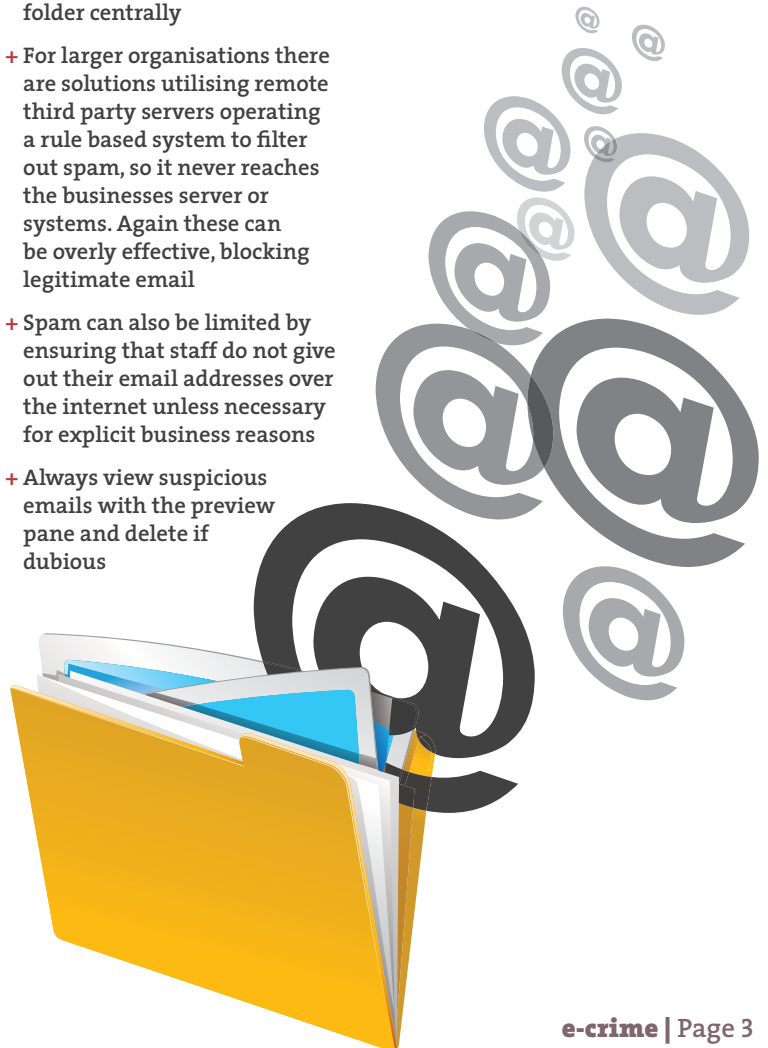 folder centrally
+ For larger organisations there
are solutions utilising remote
third party servers operating
a rule based system to filter
out spam, so it never reaches
the businesses server or
systems. Again these can
be overly effective, blocking
legitimate email
+ Spam can also be limited by
ensuring that staff do not give
out their email addresses over
the internet unless necessary
for explicit business reasons
+ Always view suspicious
emails with the preview
pane and delete if
dubious
@
@
@
@
@
@
@
@
@
@
@
@
e-crime | Page 3